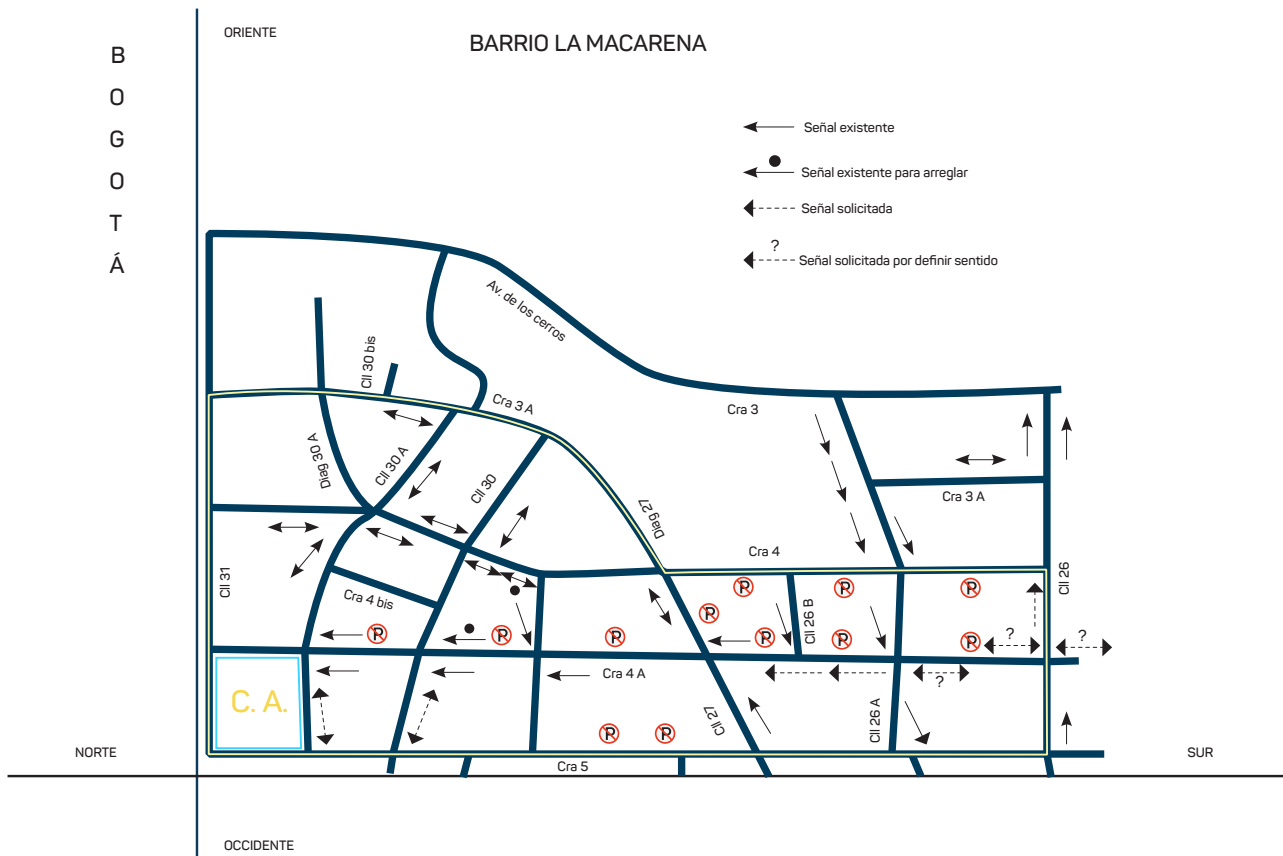 BOGOTÁ
ORIENTE
BARRIO LA MACARENA
Señal existente
Señal existente para arreglar
Señal solicitada
?
Señal solicitada por definir sentido
Av. de los cerros
Cll 30 bis
Cra 3 A
Cra 3
Diag 30 A
Cll 30 A
Cll 30
Diag 27
Cra 3 A
Cra 4
Cll 31
Cra 4 bis
Cll 26 B
Cll 26
P
P
P
P
P
P
P
P
P
P
?
?
C. A.
Cra 4 A
?
Cll 27
Cll 26 A
P
P
NORTE
Cra 5
SUR
OCCIDENTE